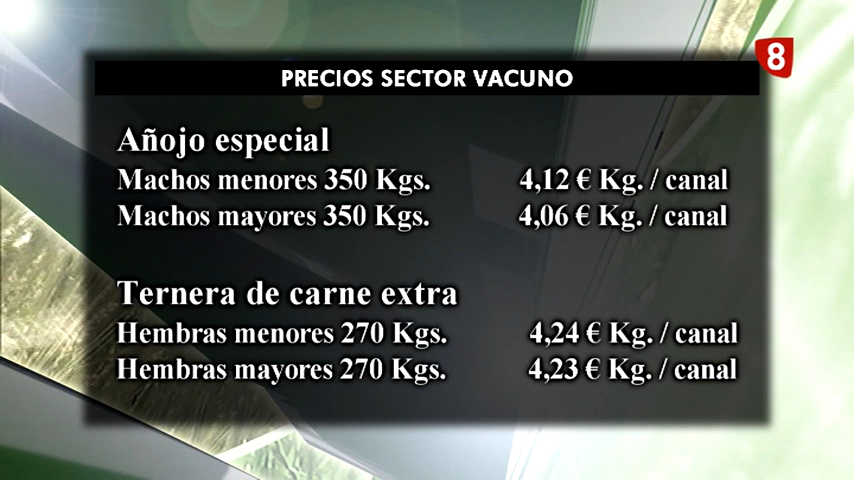 8
PRECIOS SECTOR VACUNO
Añojo especial
Machos menores 350 Kgs. 4,12 € Kg. / canal
Machos mayores 350 Kgs. 4,06 € Kg. / canal
Ternera de carne extra
Hembras menores 270 Kgs. 4,24 € Kg. / canal
Hembras mayores 270 Kgs. 4,23 € Kg. / canal